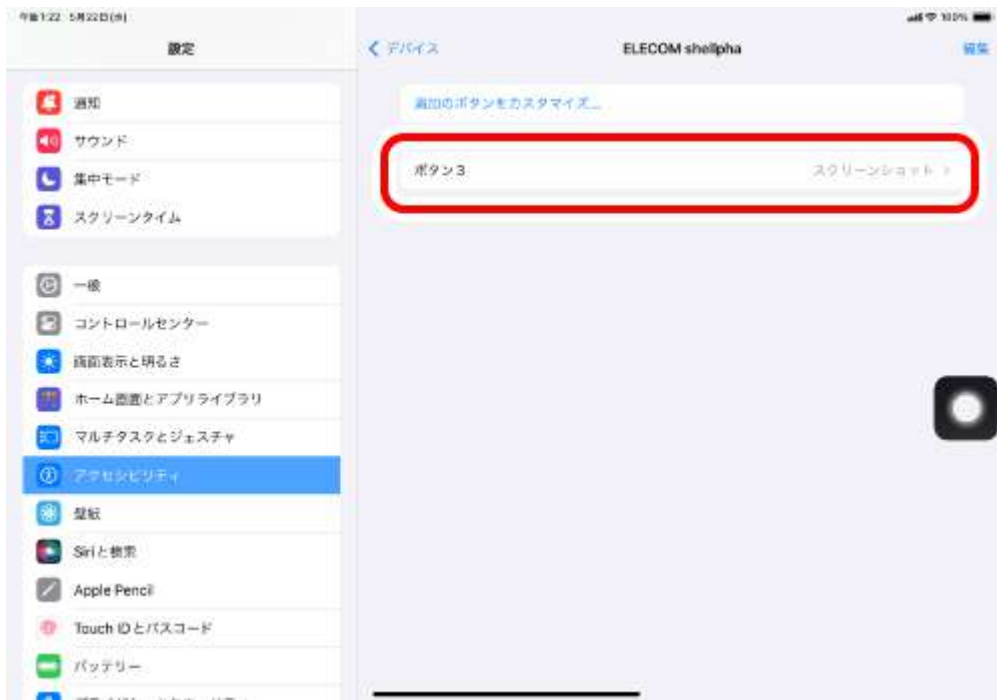 午後1:22 5月22日(水)
100%
設定
デバイス
ELECOM shellpha
編集
通知
サウンド
集中モード
スクリーンタイム
一般
コントロールセンター
画面表示と明るさ
ホーム画面とアプリライブラリ
マルチタスクとジェスチャ
アクセシビリティ
壁紙
Siriと検索
Apple Pencil
Touch IDとパスコード
バッテリー
追加のボタンをカスタマイズ...
ボタン3
スクリーンショット